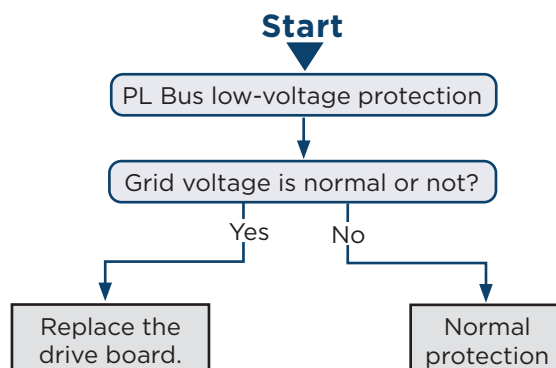 Start
PL Bus low-voltage protection
Grid voltage is normal or not?
Yes
No
Replace the
drive board.
Normal
protection